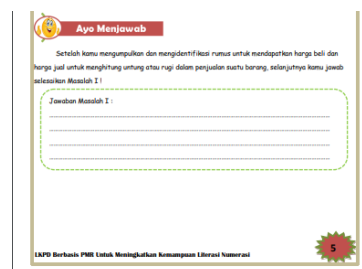 Ayo Menjawab
Setelah kamu mengumpulkan dan mengidentifikasi rumus untuk mendapatkan harga beli dan
harga jual untuk menghitung untung atau rugi dalam penjualan suatu barang, selanjutnya kamu jawab
selesaikan Masalah I !
Jawaban Masalah I :
LKPD Berbasis PMR Untuk Meningkatkan Kemampuan Literasi Numerasi
5